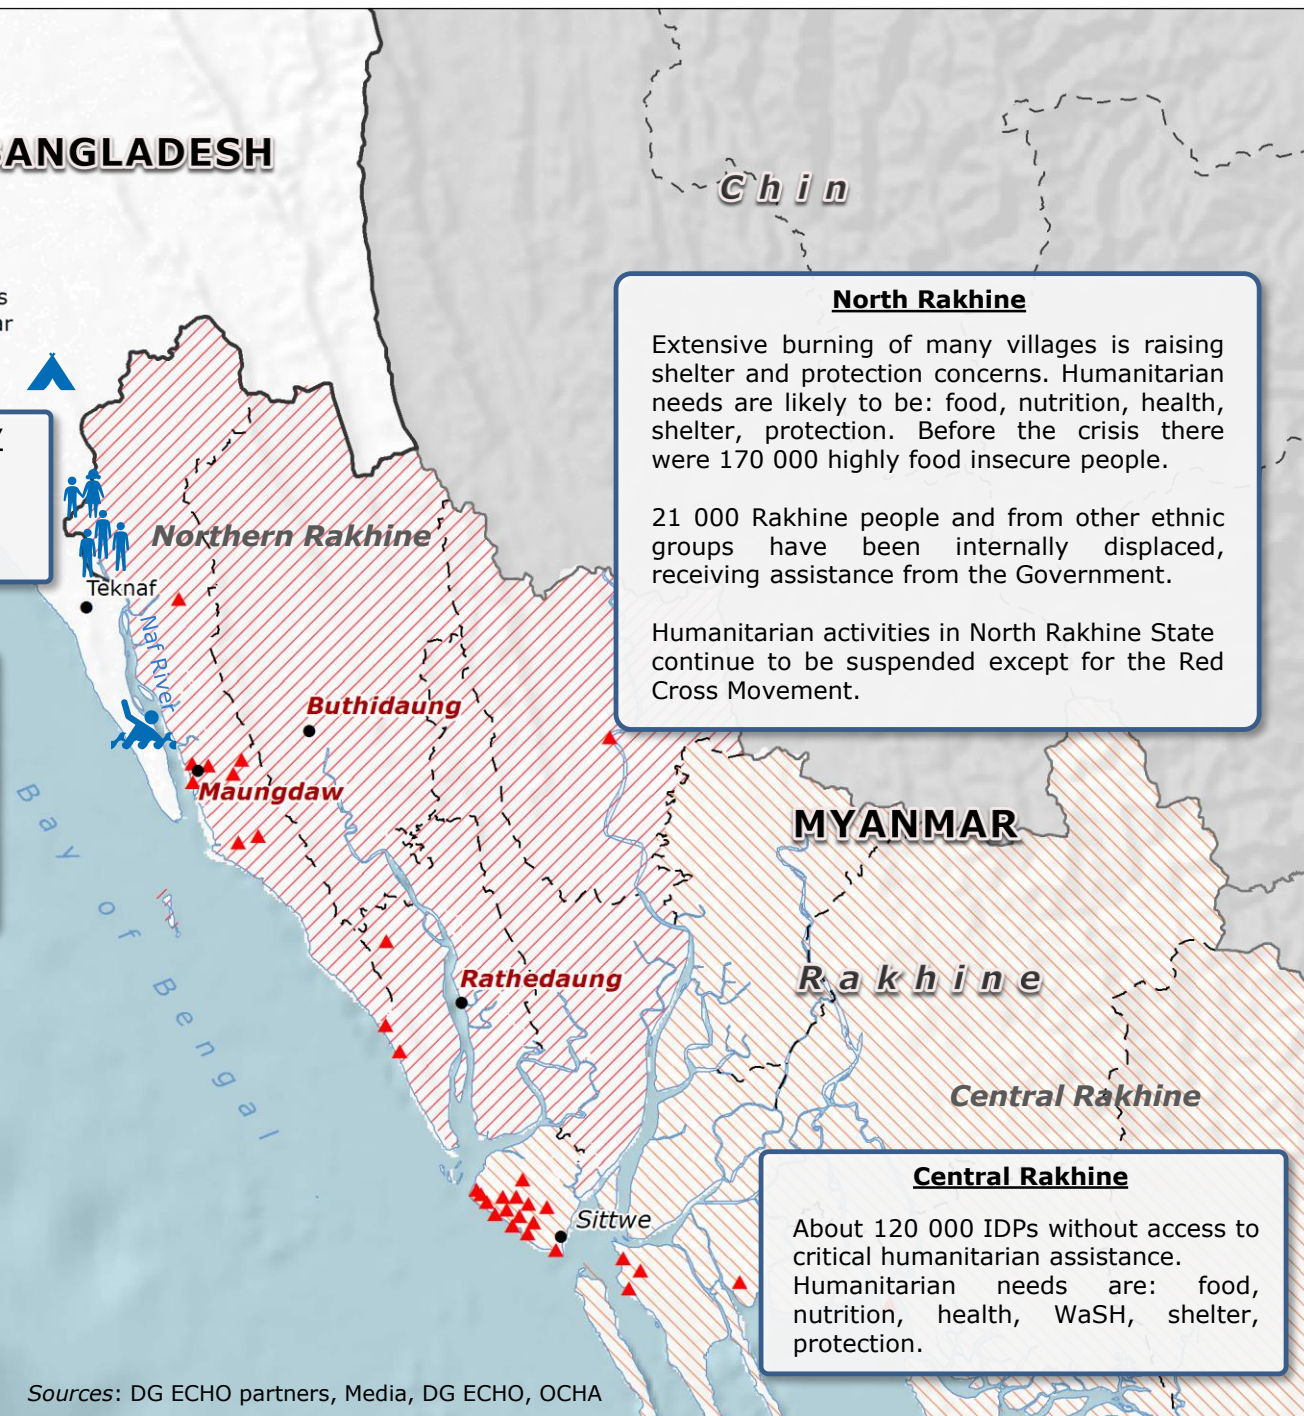 ANGLADESH
Chin
s
ar
North Rakhine
Extensive burning of many villages is raising
shelter and protection concerns. Humanitarian
needs are likely to be: food, nutrition, health,
shelter, protection. Before the crisis there
were 170 000 highly food insecure people.
21 000 Rakhine people and from other ethnic
groups have been internally displaced,
receiving assistance from the Government.
Humanitarian activities in North Rakhine State
continue to be suspended except for the Red
Cross Movement.
Northern Rakhine
Teknaf
Naf River
Buthidaung
Maungdaw
MYANMAR
Bay of Bengal
Rathedaung
Rakhine
Central Rakhine
Central Rakhine
About 120 000 IDPs without access to
critical humanitarian assistance.
Humanitarian needs are: food,
nutrition, health, WaSH, shelter,
protection.
Sittwe
Sources: DG ECHO partners, Media, DG ECHO, OCHA